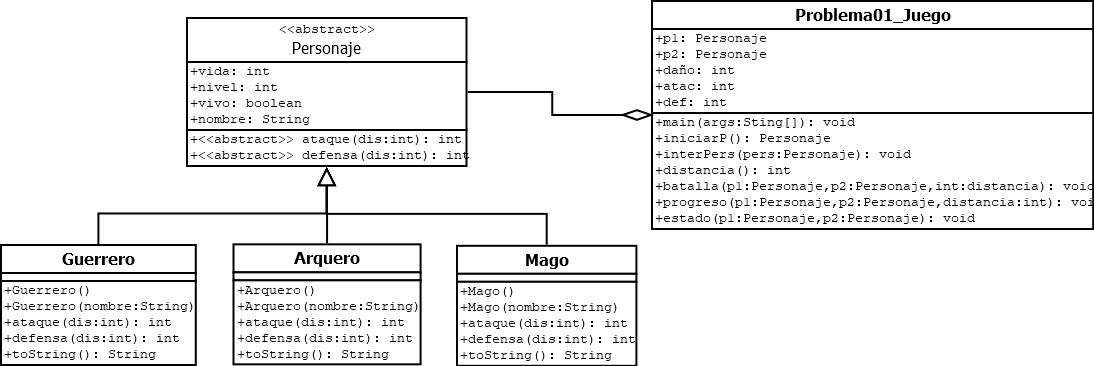 <<abstract>>
Personaje
+vida: int
+nivel: int
+vivo: boolean
+nombre: String
+<<abstract>> ataque(dis:int): int
+<<abstract>> defensa(dis:int): int
Problema01_Juego
+p1: Personaje
+p2: Personaje
+daño: int
+atac: int
+def: int
+main(args:Sting[]): void
+iniciarP(): Personaje
+interPers(pers:Personaje): void
+distancia(): int
+batalla(p1:Personaje,p2:Personaje,int:distancia): void
+progreso(p1:Personaje,p2:Personaje,distancia:int): voi
+estado(p1:Personaje,p2:Personaje): void
Guerrero
+Guerrero()
+Guerrero(nombre:String)
+ataque(dis:int): int
+defensa(dis:int): int
+toString(): String
Arquero
+Arquero()
+Arquero(nombre:String)
+ataque(dis:int): int
+defensa(dis:int): int
+toString(): String
Mago
+Mago()
+Mago(nombre:String)
+ataque(dis:int): int
+defensa(dis:int): int
+toString(): String